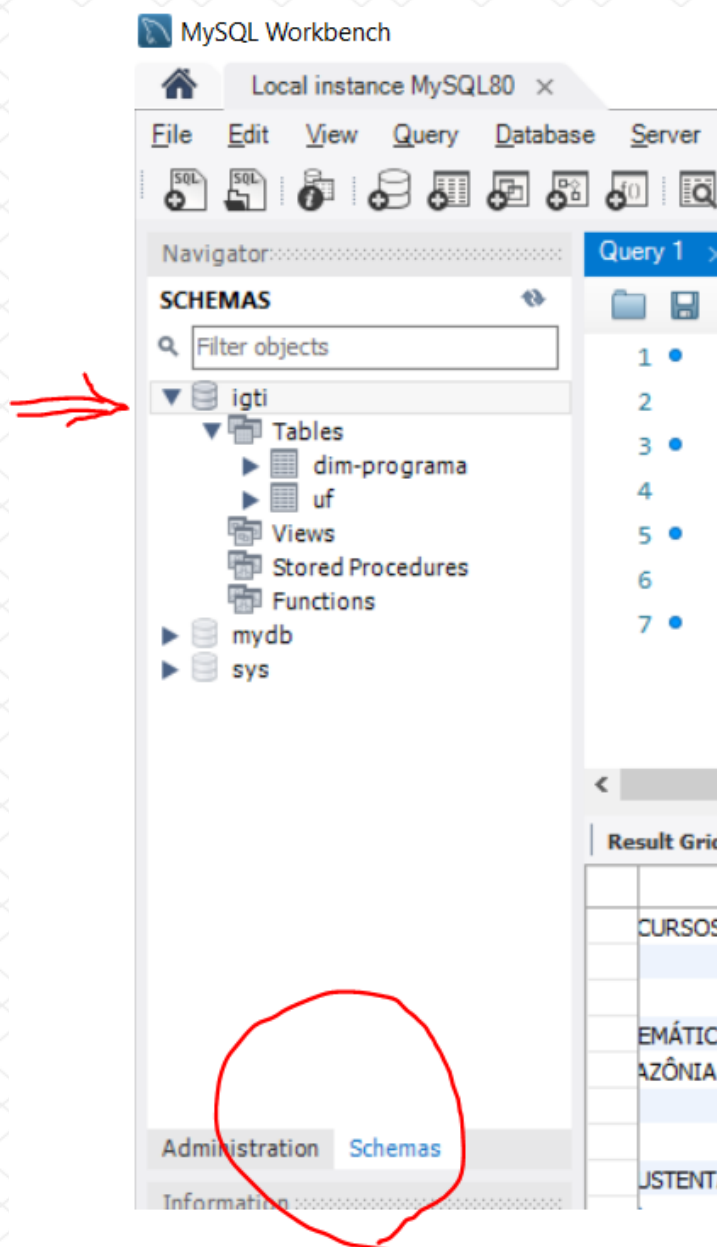 MySQL Workbench
Local instance MySQL80 ×
File Edit View Query Database Server
SQL SQL f()
Navigator
SCHEMAS
Filter objects
igti
Tables
dim-programa
uf
Views
Stored Procedures
Functions
mydb
sys
Administration Schemas
Information
Query 1
1
2
3
4
5
6
7
Result Grid
CURSOS
EMÁTIC
AZÔNIA
USTENT